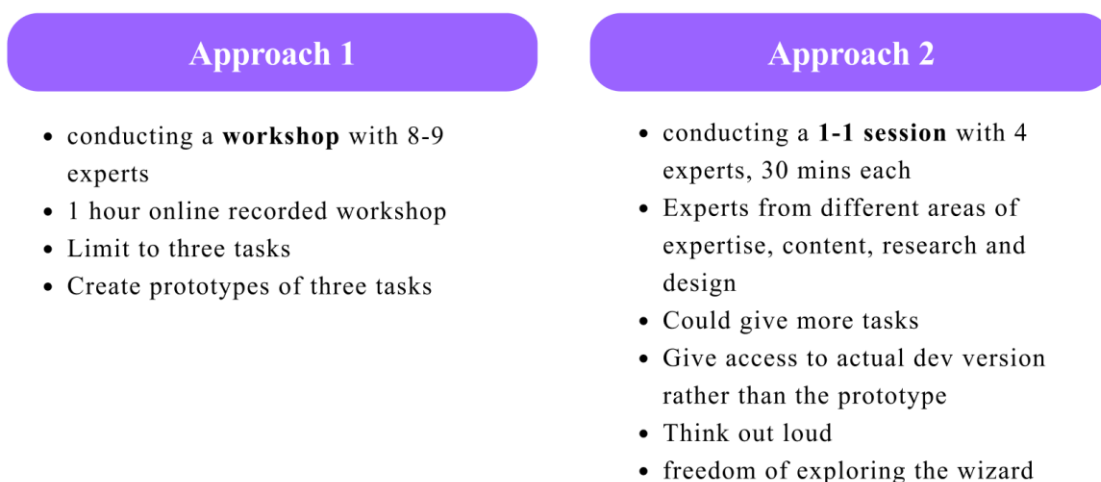 Approach 1
• conducting a workshop with 8-9
experts
• 1 hour online recorded workshop
• Limit to three tasks
• Create prototypes of three tasks
Approach 2
• conducting a 1-1 session with 4
experts, 30 mins each
• Experts from different areas of
expertise, content, research and
design
• Could give more tasks
• Give access to actual dev version
rather than the prototype
• Think out loud
• freedom of exploring the wizard